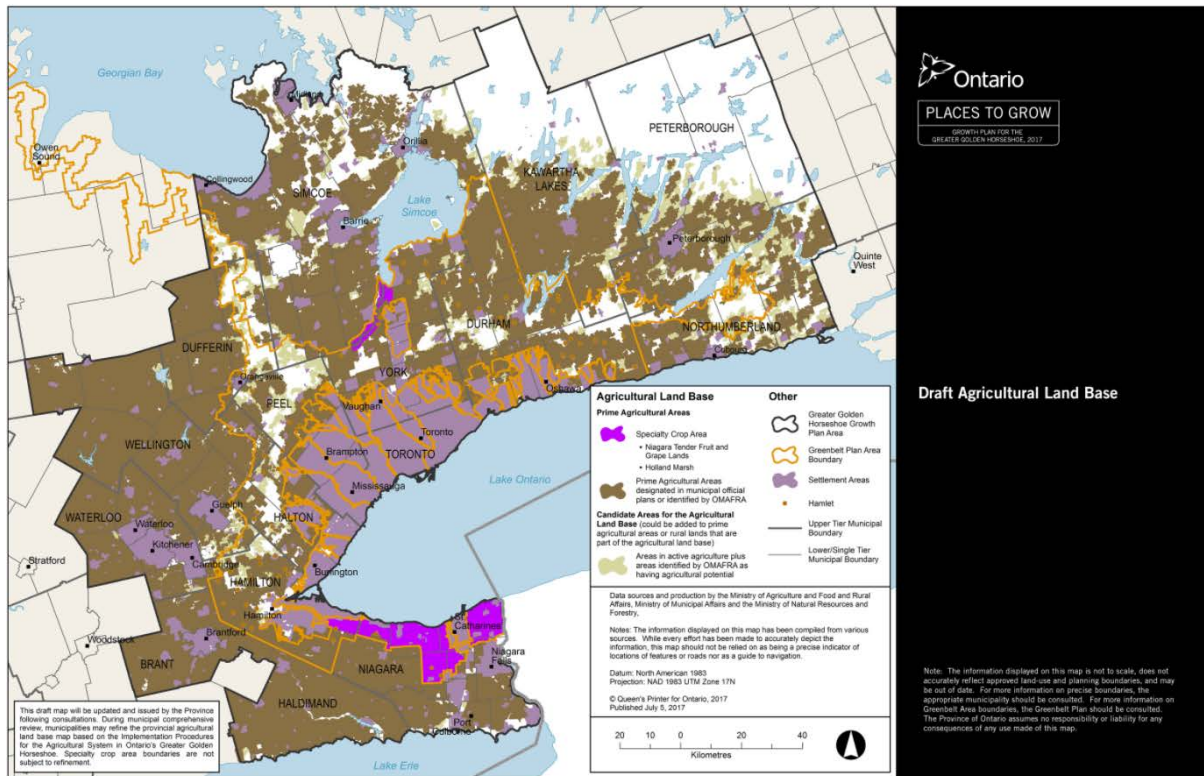 Georgian Bay
Owen
Sound
Collingwood
Midland
Orillia
SIMCOE
Barrie
Lake
Simcoe
KAWARTHA
LAKES
PETERBOROUGH
Peterborough
Quinte
West
NORTHUMBERLAND
Cobourg
DURHAM
Oshawa
YORK
Vaughan
DUFFERIN
Orangeville
PEEL
Toronto
TORONTO
Brampton
Mississauga
WELLINGTON
Guelph
HALTON
WATERLOO
Waterloo
Kitchener
Cambridge
Stratford
HAMILTON
Burlington
Hamilton
Lake Ontario
Woodstock
Brantford
BRANT
St.
Catharines
Niagara
Falls
NIAGARA
HALDIMAND
Port
Colborne
Lake Erie
This draft map will be updated and issued by the Province
following consultations. During municipal comprehensive
review, municipalities may refine the provincial agricultural
land base map based on the Implementation Procedures
for the Agricultural System in Ontario's Greater Golden
Horseshoe. Specialty crop area boundaries are not
subject to refinement.
Agricultural Land Base
Prime Agricultural Areas
Specialty Crop Area
• Niagara Tender Fruit and
Grape Lands
• Holland Marsh
Prime Agricultural Areas
designated in municipal official
plans or identified by OMAFRA
Candidate Areas for the Agricultural
Land Base (could be added to prime
agricultural areas or rural lands that are
part of the agricultural land base)
Areas in active agriculture plus
areas identified by OMAFRA as
having agricultural potential
Other
Greater Golden
Horseshoe Growth
Plan Area
Greenbelt Plan Area
Boundary
Settlement Areas
Hamlet
Upper Tier Municipal
Boundary
Lower/Single Tier
Municipal Boundary
Data sources and production by the Ministry of Agriculture and Food and Rural
Affairs, Ministry of Municipal Affairs and the Ministry of Natural Resources and
Forestry,
Notes: The information displayed on this map has been compiled from various
sources. While every effort has been made to accurately depict the
information, this map should not be relied on as being a precise indicator of
locations of features or roads nor as a guide to navigation.
Datum: North American 1983
Projection: NAD 1983 UTM Zone 17N
© Queen's Printer for Ontario, 2017
Published July 5, 2017
20 10 0 20 40
Kilometres
Ontario
PLACES TO GROW
GROWTH PLAN FOR THE
GREATER GOLDEN HORSESHOE, 2017
Draft Agricultural Land Base
Note: The information displayed on this map is not to scale, does not
accurately reflect approved land-use and planning boundaries, and may
be out of date. For more information on precise boundaries, the
appropriate municipality should be consulted. For more information on
Greenbelt Area boundaries, the Greenbelt Plan should be consulted.
The Province of Ontario assumes no responsibility or liability for any
consequences of any use made of this map.